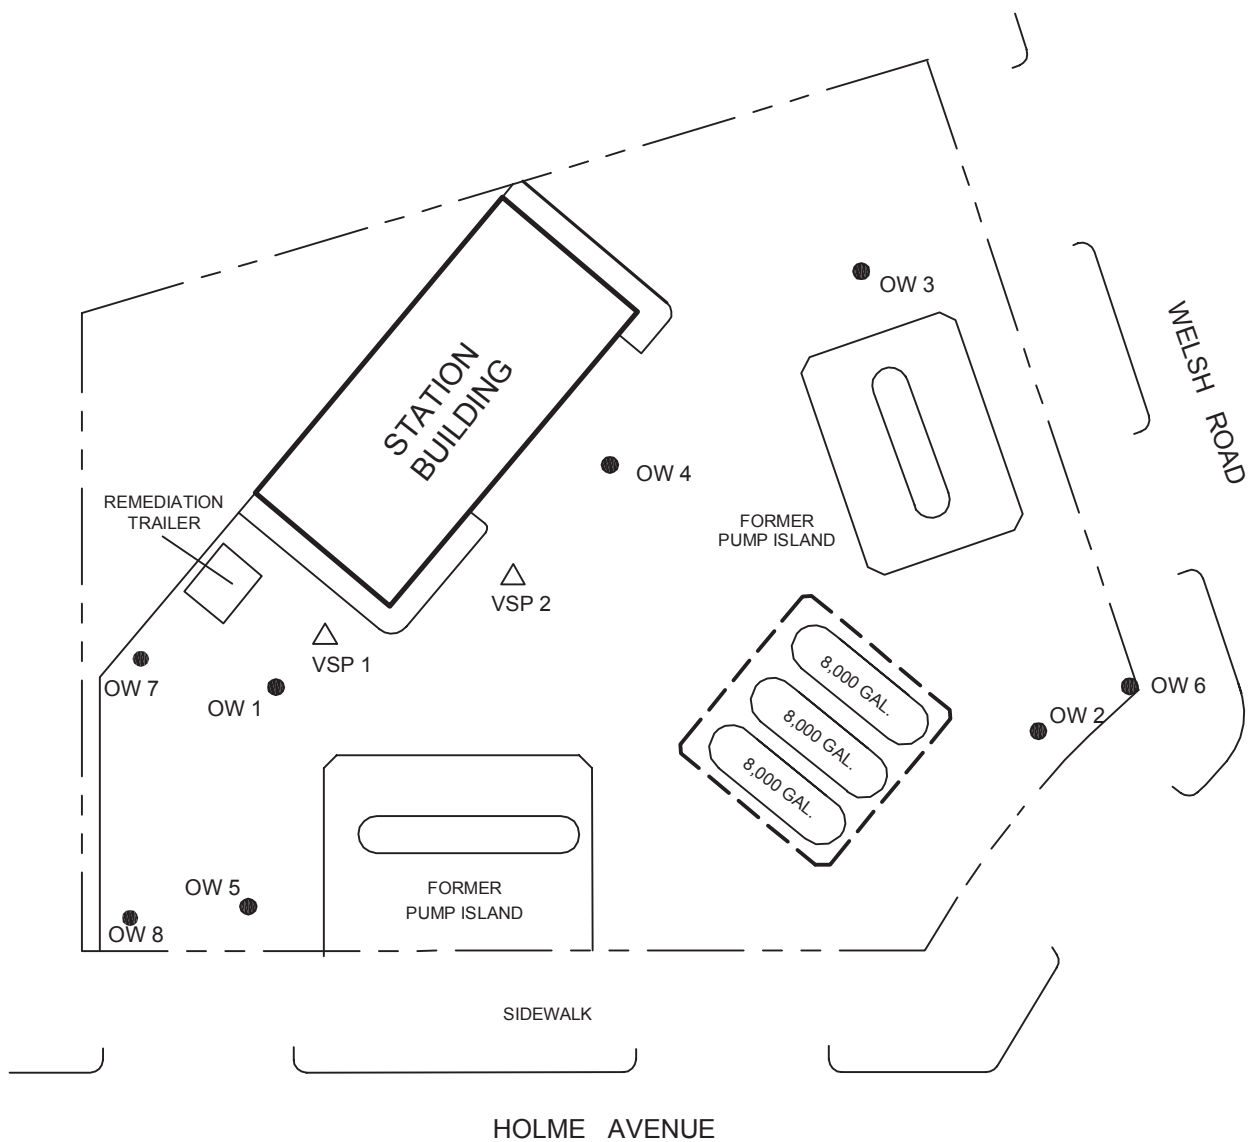 OW 3
WELSH ROAD
STATION
BUILDING
OW 4
REMEDIATION
TRAILER
FORMER
PUMP ISLAND
VSP 2
VSP 1
OW 7
OW 1
8,000 GAL.
8,000 GAL.
8,000 GAL.
OW 6
OW 2
OW 5
FORMER
PUMP ISLAND
OW 8
SIDEWALK
HOLME AVENUE